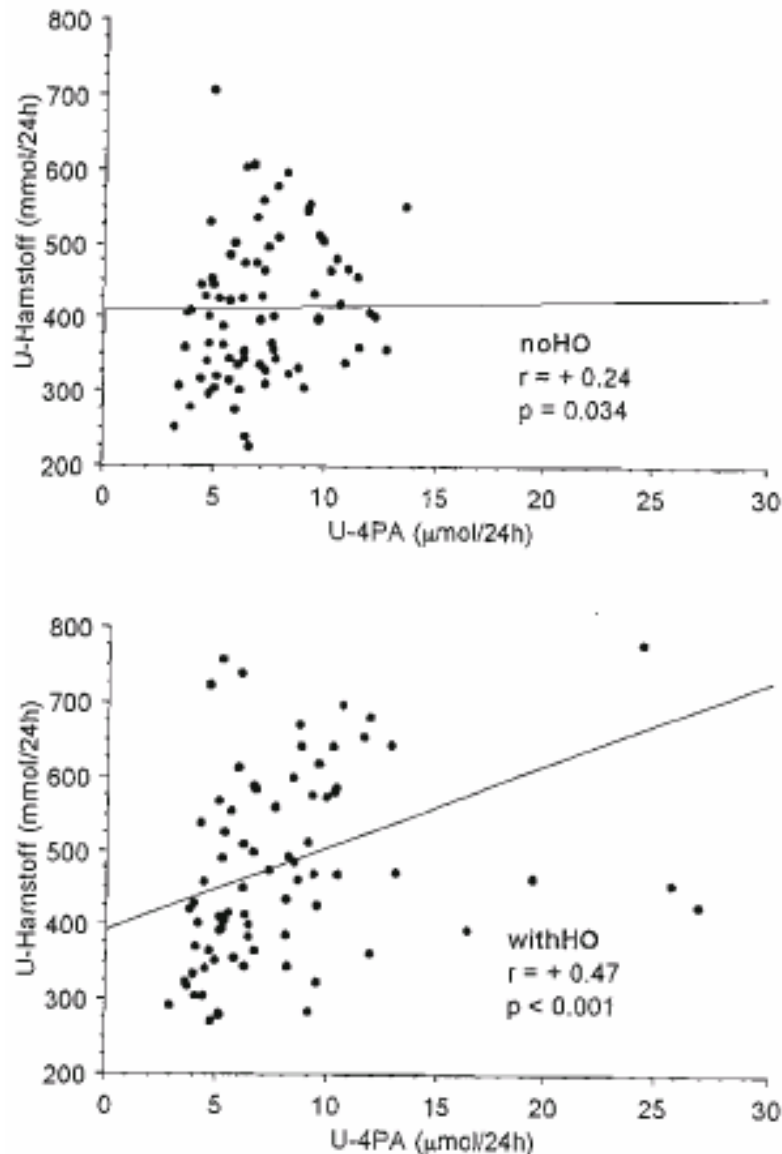 800
700
600
500
400
300
200
U-Harnstoff (mmol/24h)
noHO
r = + 0.24
p = 0.034
0 5 10 15 20 25 30
U-4PA (μmol/24h)
800
700
600
500
400
300
200
U-Harnstoff (mmol/24h)
withHO
r = + 0.47
p < 0.001
0 5 10 15 20 25 30
U-4PA (μmol/24h)